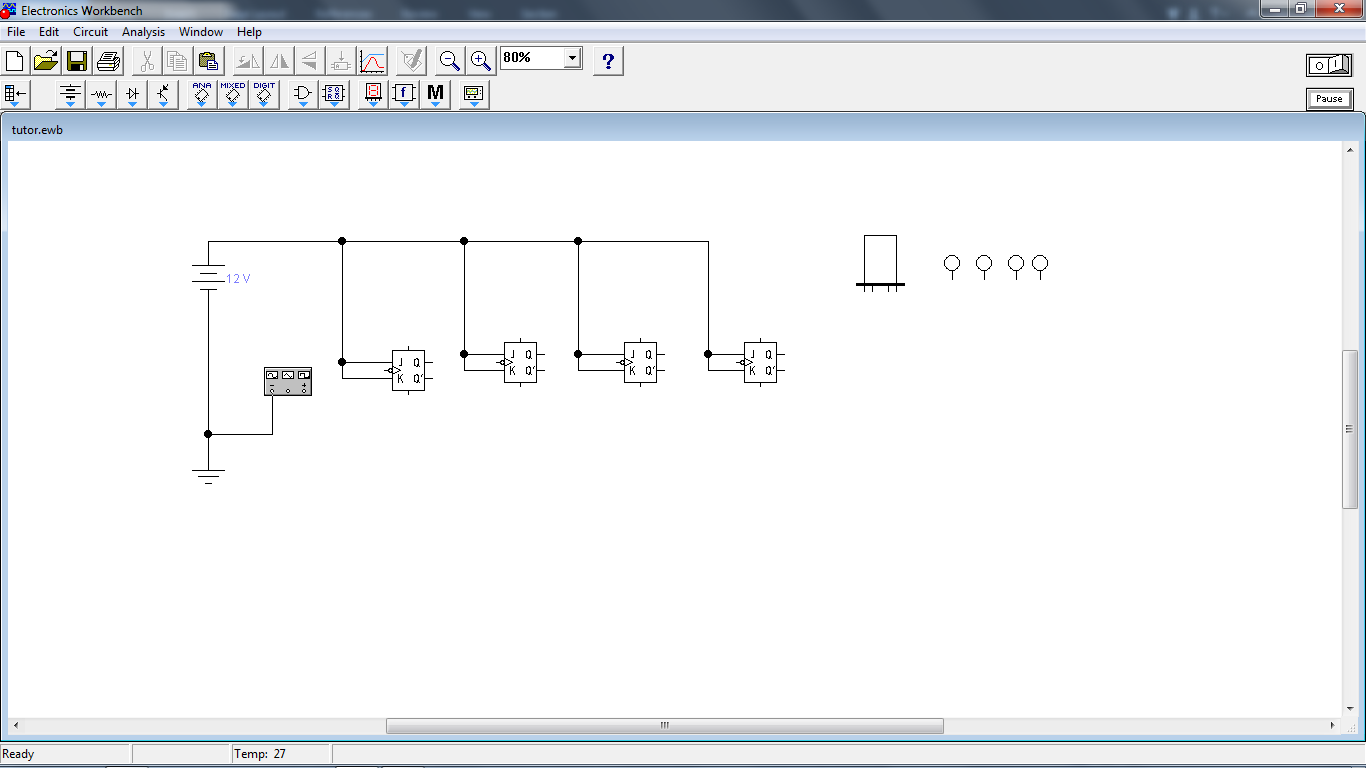 Electronics Workbench
File Edit Circuit Analysis Window Help
80%
?
ANA MIXED DIGIT
f M
O I
Pause
tutor.ewb
12 V
J Q J Q J Q J Q
K Q' K Q' K Q' K Q'
Ready Temp: 27